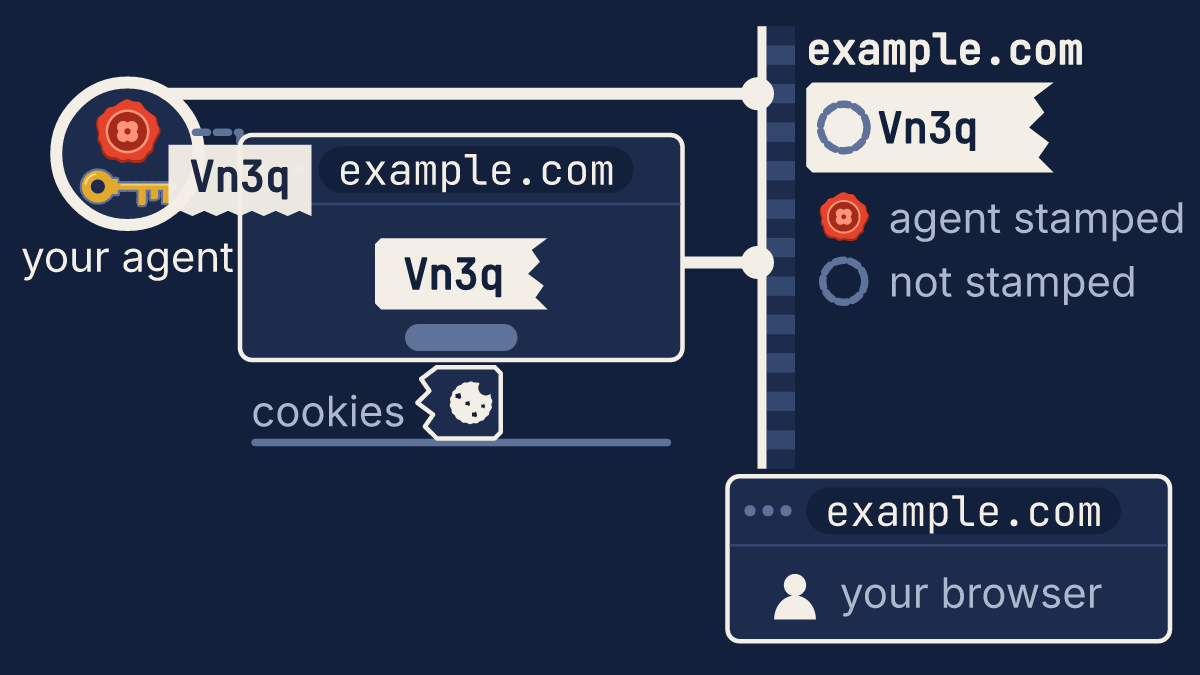 example.com
Vn3q
agent stamped
not stamped
your agent
Vn3q
example.com
Vn3q
cookies
example.com
your browser